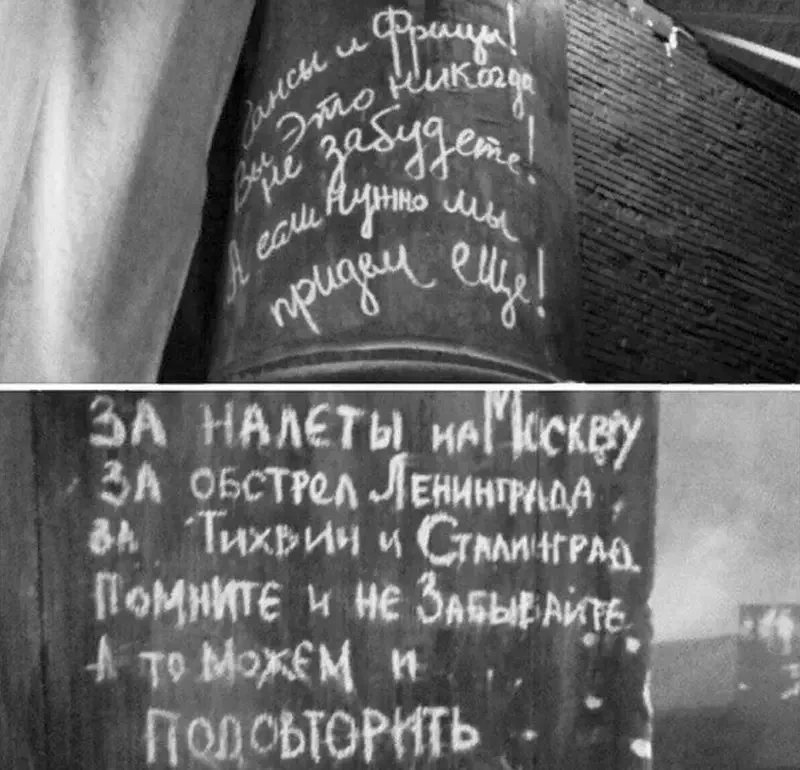 Гансы и Фрицы!
Вы это никогда
не забудете!
А если нужно мы
придем еще!
ЗА НАЛЕТЫ НА МОСКВУ
ЗА ОБСТРЕЛ ЛЕНИНГРАДА,
ЗА ТИХВИН И СТАЛИНГРАД
ПОМНИТЕ И НЕ ЗАБЫВАЙТЕ
А ТО МОЖЕМ И
ПОДОВТОРИТЬ